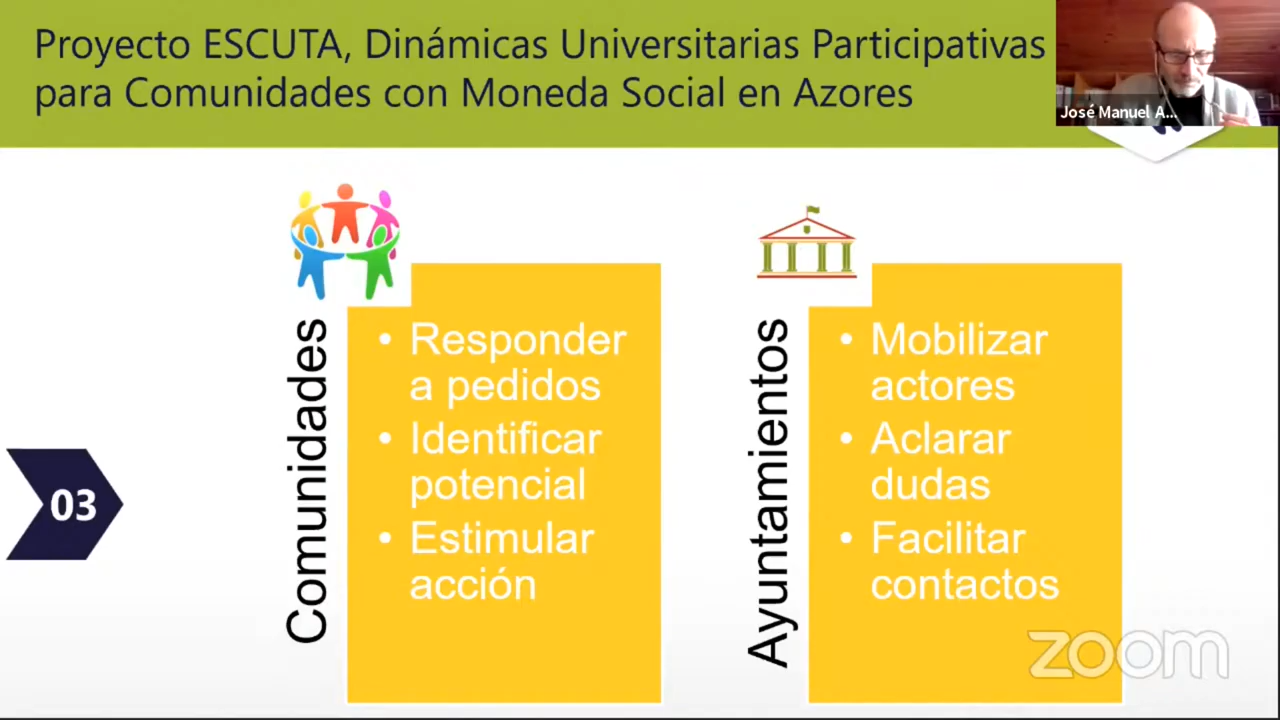 Proyecto ESCUTA, Dinámicas Universitarias Participativas
para Comunidades con Moneda Social en Azores
José Manuel A...
03
Comunidades
• Responder
a pedidos
• Identificar
potencial
• Estimular
acción
Ayuntamientos
• Mobilizar
actores
• Aclarar
dudas
• Facilitar
contactos
zoom